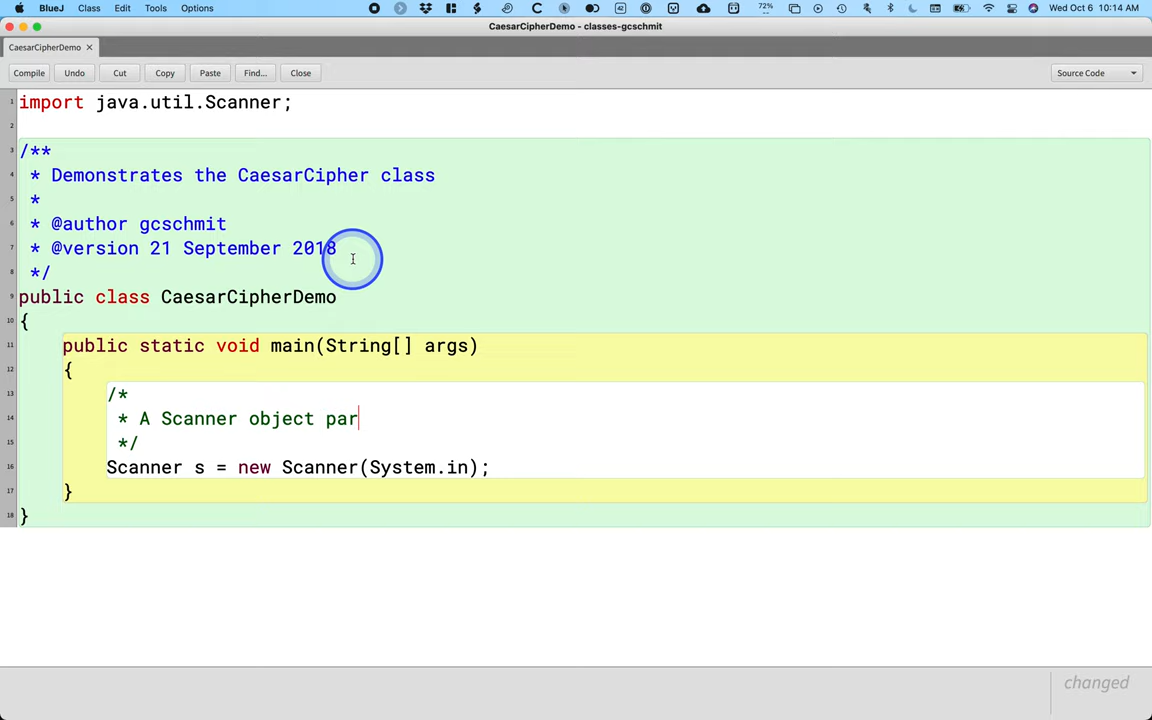 BlueJ Class Edit Tools Options 72% Wed Oct 6 10:14 AM
CaesarCipherDemo - classes-gcschmit
CaesarCipherDemo ×
Compile Undo Cut Copy Paste Find... Close Source Code
1 import java.util.Scanner;
2
3 /**
4 * Demonstrates the CaesarCipher class
5 *
6 * @author gcschmit
7 * @version 21 September 2018
8 */
9 public class CaesarCipherDemo
10 {
11 public static void main(String[] args)
12 {
13 /*
14 * A Scanner object par
15 */
16 Scanner s = new Scanner(System.in);
17 }
18 }
changed